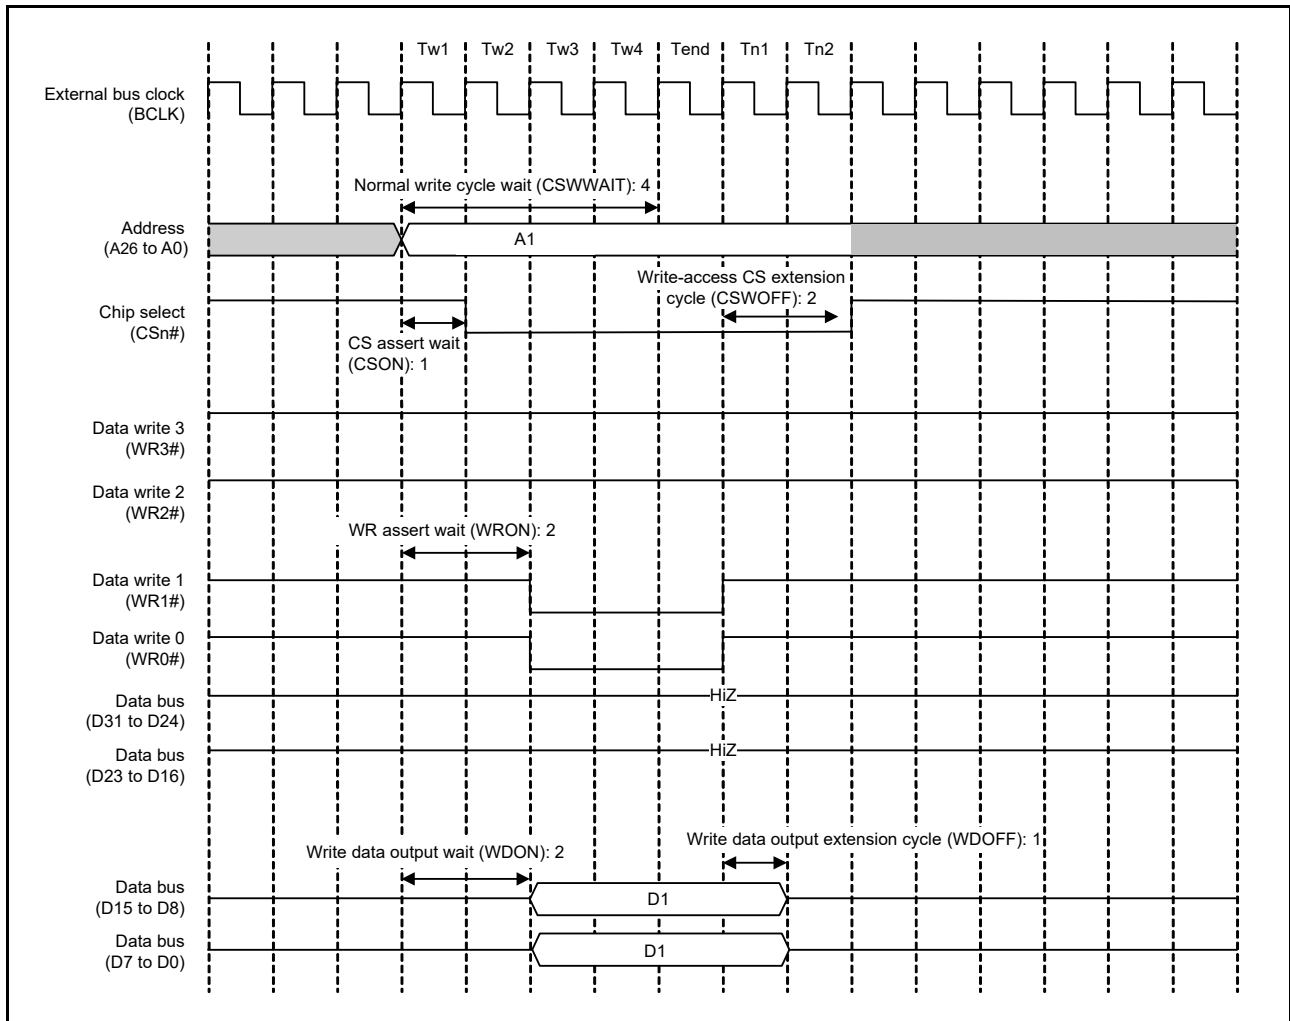 Tw1 Tw2 Tw3 Tw4 Tend Tn1 Tn2
External bus clock
(BCLK)
Normal write cycle wait (CSWWAIT): 4
Address
(A26 to A0)
A1
Write-access CS extension
cycle (CSWOFF): 2
Chip select
(CSn#)
CS assert wait
(CSON): 1
Data write 3
(WR3#)
Data write 2
(WR2#)
WR assert wait (WRON): 2
Data write 1
(WR1#)
Data write 0
(WR0#)
Data bus
(D31 to D24)
HiZ
Data bus
(D23 to D16)
HiZ
Write data output extension cycle (WDOFF): 1
Write data output wait (WDON): 2
Data bus
(D15 to D8)
D1
Data bus
(D7 to D0)
D1